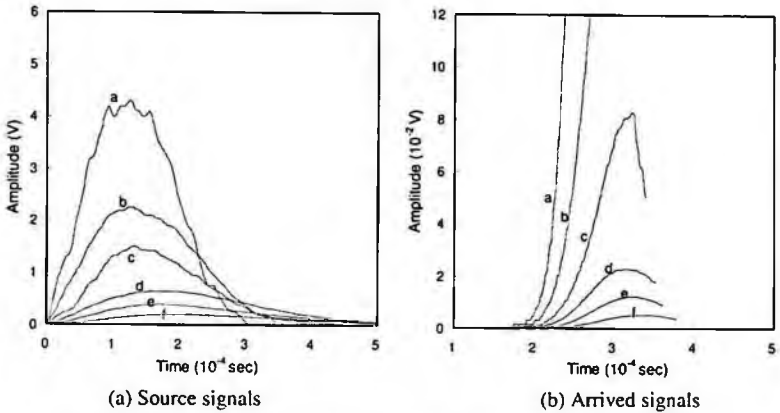 6
5
4
3
2
1
0
Amplitude (V)
a
b
c
d
e
f
0 1 2 3 4 5
Time (10⁻⁴ sec)
(a) Source signals
12
10
8
6
4
2
0
Amplitude (10⁻² V)
a
b
c
d
e
f
1 2 3 4 5
Time (10⁻⁴ sec)
(b) Arrived signals